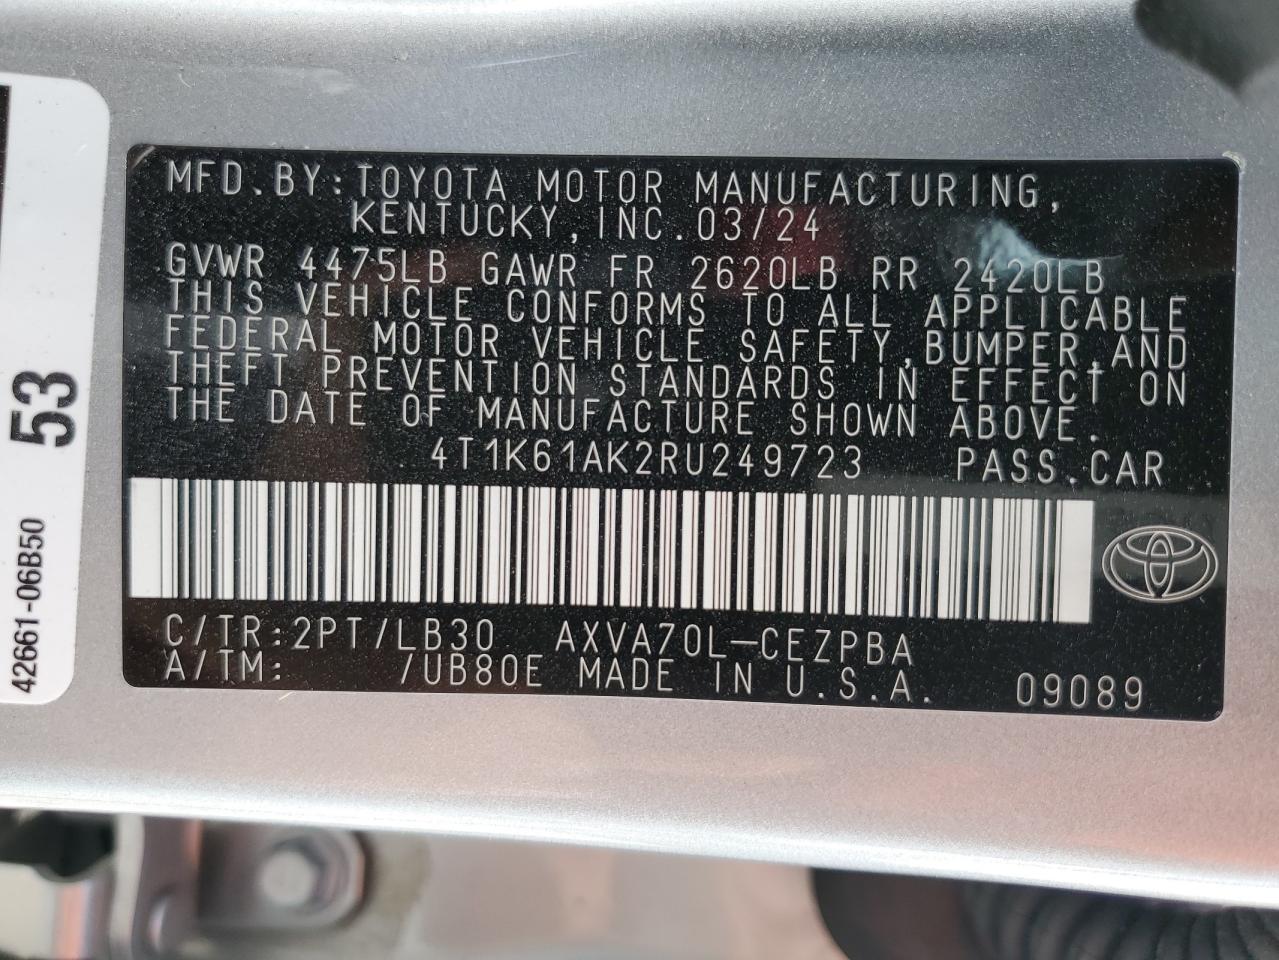 MFD.BY:TOYOTA MOTOR MANUFACTURING,
KENTUCKY,INC.03/24
GVWR 4475LB GAWR FR 2620LB RR 2420LB
THIS VEHICLE CONFORMS TO ALL APPLICABLE
FEDERAL MOTOR VEHICLE SAFETY,BUMPER,AND
THEFT PREVENTION STANDARDS IN EFFECT ON
THE DATE OF MANUFACTURE SHOWN ABOVE.
4T1K61AK2RU249723 PASS.CAR
C/TR:2PT/LB30 AXVA70L-CEZPBA
A/TM: /UB80E MADE IN U.S.A. 09089
53
42661-06B50